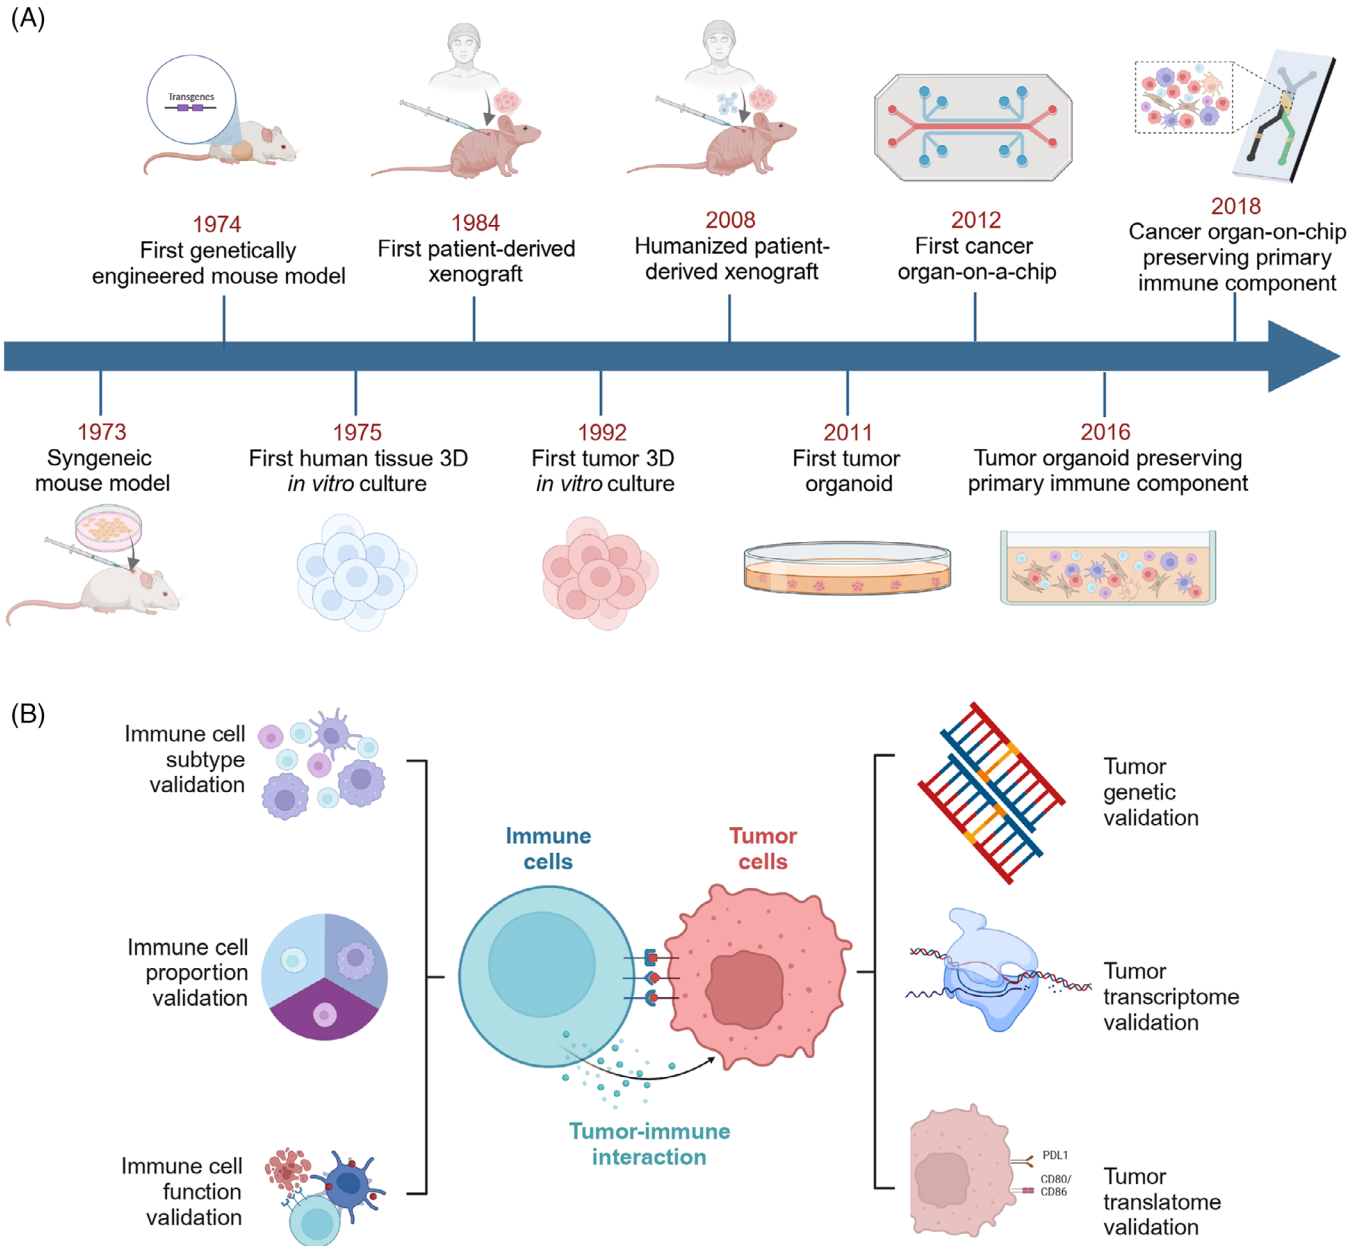 (A)
Transgenes
1974
First genetically
engineered mouse model
1984
First patient-derived
xenograft
2008
Humanized patient-
derived xenograft
2012
First cancer
organ-on-a-chip
2018
Cancer organ-on-chip
preserving primary
immune component
1973
Syngeneic
mouse model
1975
First human tissue 3D
in vitro culture
1992
First tumor 3D
in vitro culture
2011
First tumor
organoid
2016
Tumor organoid preserving
primary immune component
(B)
Immune cell
subtype
validation
Immune cell
proportion
validation
Immune cell
function
validation
Immune
cells
Tumor
cells
Tumor-immune
interaction
Tumor
genetic
validation
Tumor
transcriptome
validation
PDL1
CD80/
CD86
Tumor
translatome
validation